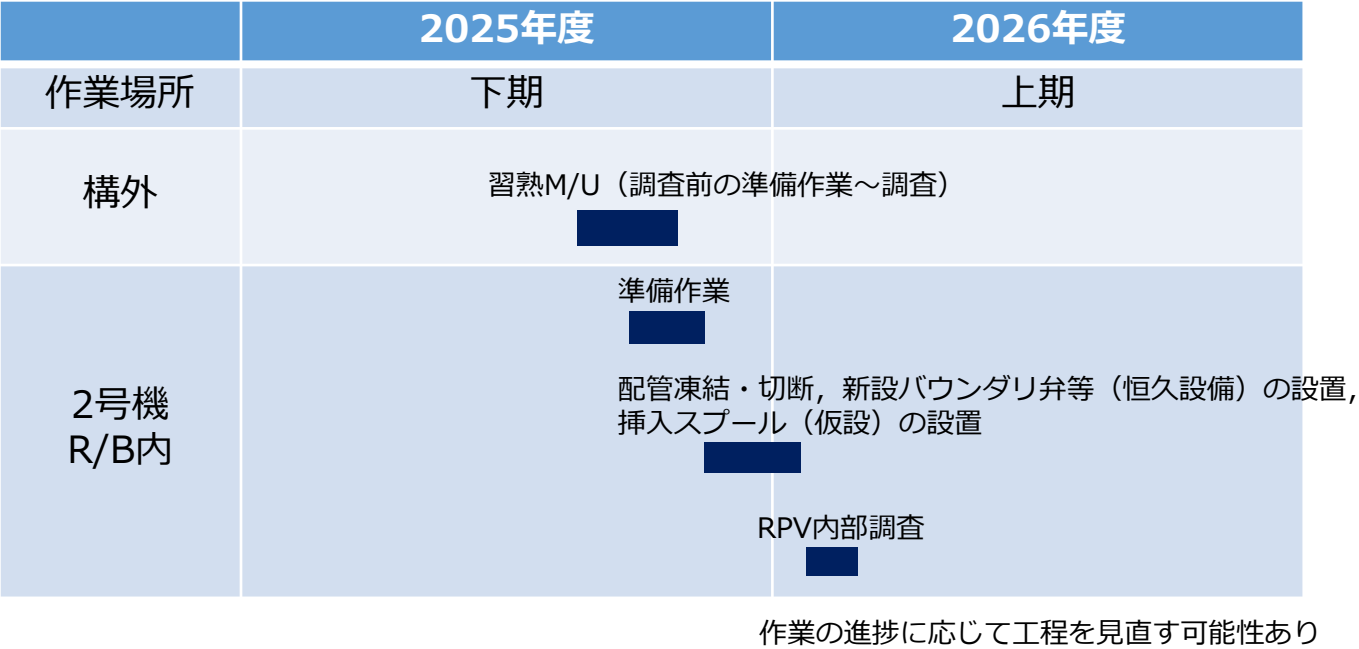 2025年度 2026年度
作業場所 下期 上期
構外
習熟M/U（調査前の準備作業～調査）
2号機
R/B内
準備作業
配管凍結・切断，新設バウンダリ弁等（恒久設備）の設置，
挿入スプール（仮設）の設置
RPV内部調査
作業の進捗に応じて工程を見直す可能性あり